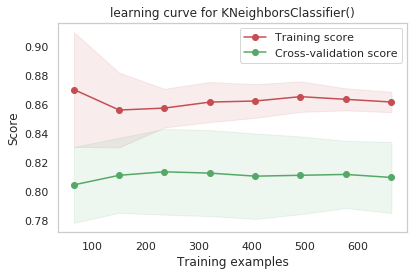 learning curve for KNeighborsClassifier()
Training score
Cross-validation score
0.90
0.88
0.86
0.84
0.82
0.80
0.78
Score
100 200 300 400 500 600
Training examples